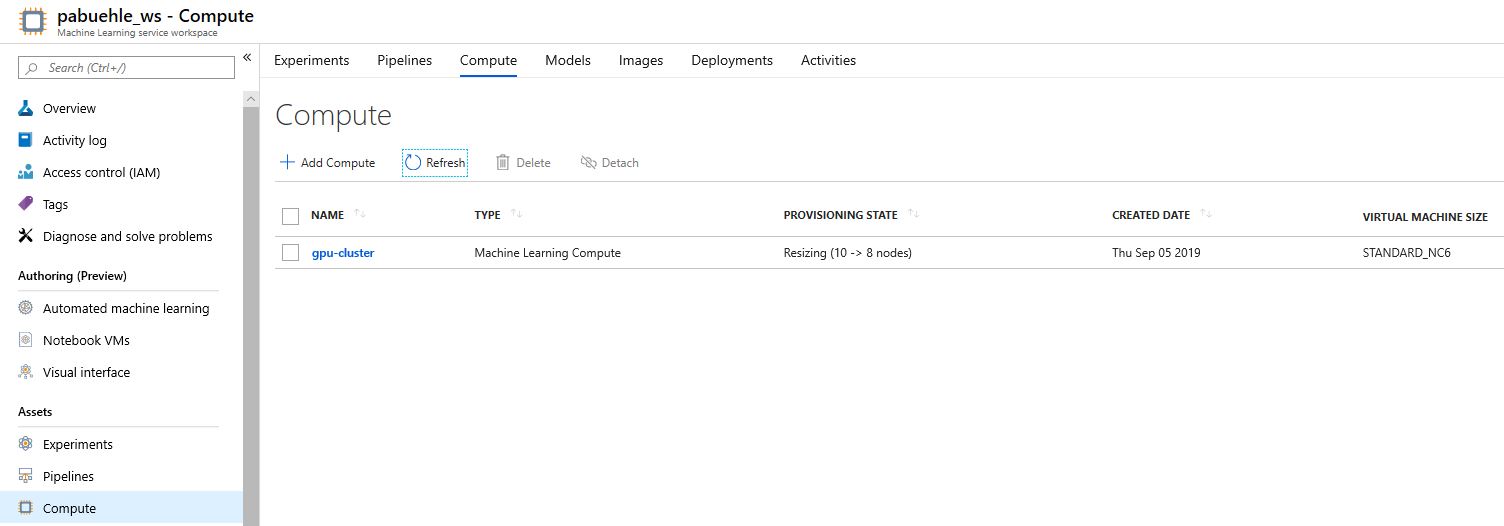 pabuehle_ws - Compute
Machine Learning service workspace
Search (Ctrl+/)
Overview
Activity log
Access control (IAM)
Tags
Diagnose and solve problems
Authoring (Preview)
Automated machine learning
Notebook VMs
Visual interface
Assets
Experiments
Pipelines
Compute
Experiments Pipelines Compute Models Images Deployments Activities
Compute
Add Compute Refresh Delete Detach
NAME TYPE PROVISIONING STATE CREATED DATE VIRTUAL MACHINE SIZE
gpu-cluster Machine Learning Compute Resizing (10 -> 8 nodes) Thu Sep 05 2019 STANDARD_NC6